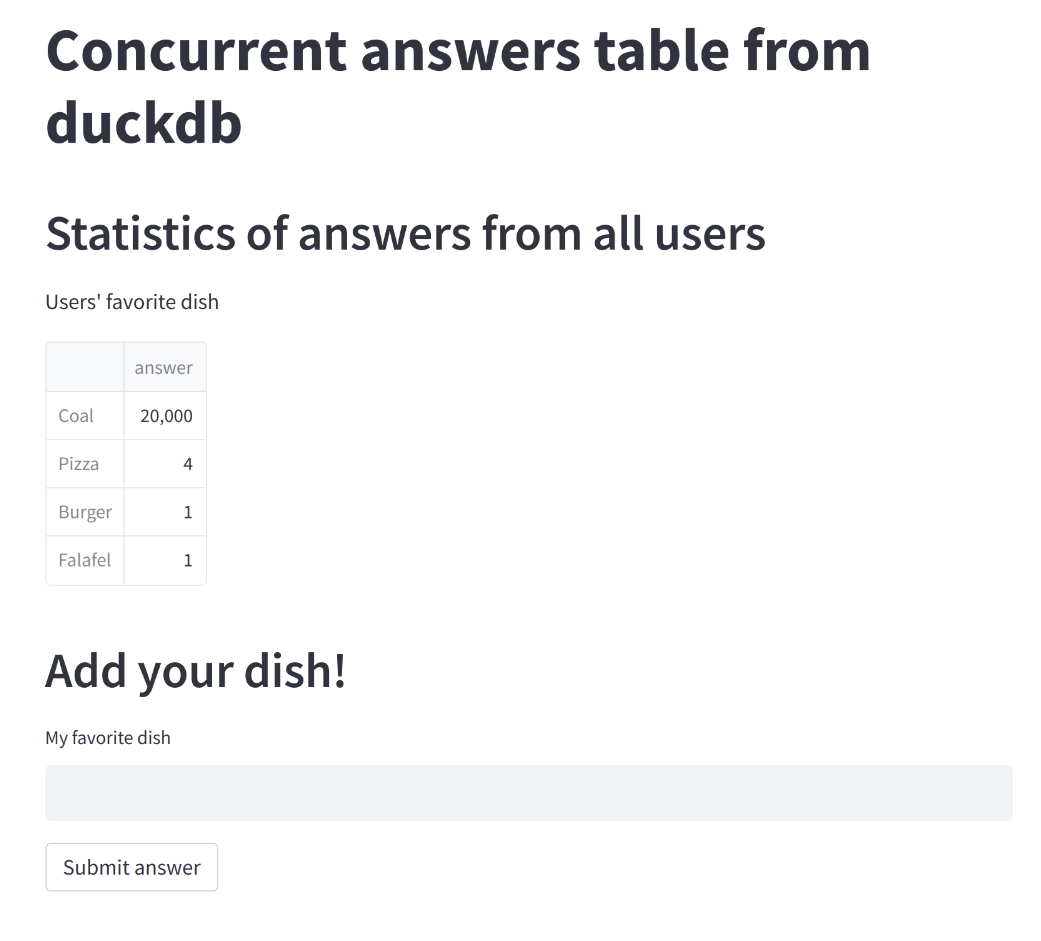 Concurrent answers table from
duckdb
Statistics of answers from all users
Users' favorite dish
answer
Coal 20,000
Pizza 4
Burger 1
Falafel 1
Add your dish!
My favorite dish
Submit answer